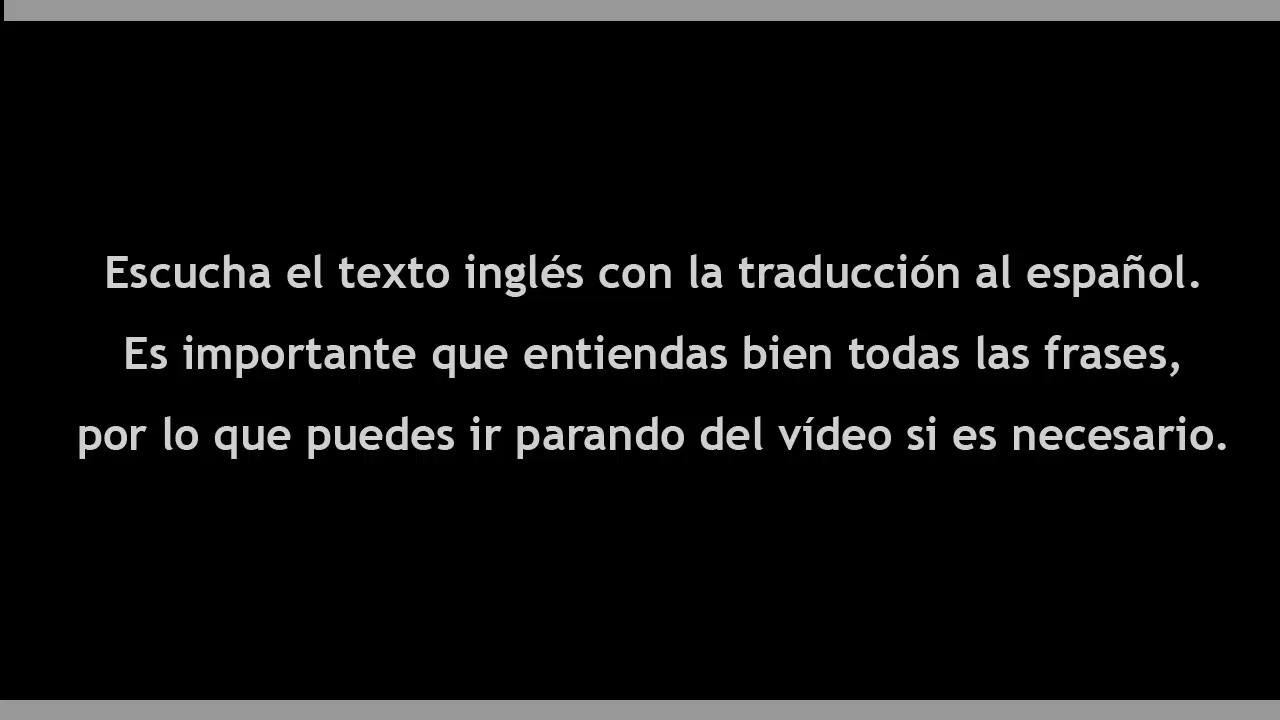 Escucha el texto inglés con la traducción al español.
Es importante que entiendas bien todas las frases,
por lo que puedes ir parando del vídeo si es necesario.